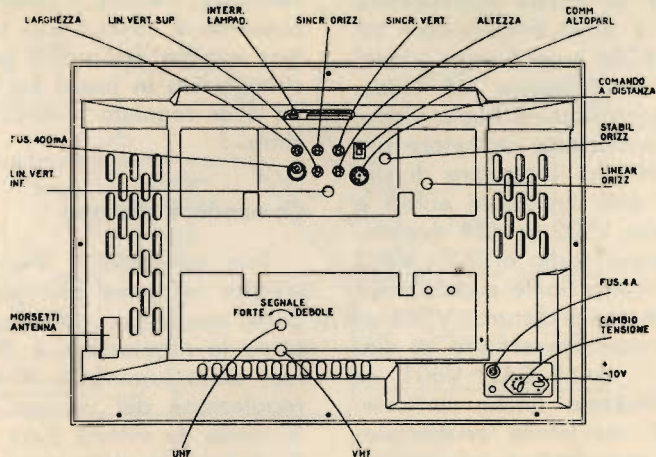 INTERR.
LAMPAD.
COMM
ALTOPARL
LARGHEZZA
LIN. VERT. SUP.
SINCR. ORIZZ.
SINCR. VERT.
ALTEZZA
COMANDO
A DISTANZA
FUS. 400mA
STABIL
ORIZZ
LIN. VERT.
INF.
LINEAR
ORIZZ
MORSETTI
ANTENNA
SEGNALE
FORTE
DEBOLE
FUS. 4 A.
CAMBIO
TENSIONE
+
-10V
UHF
VHF